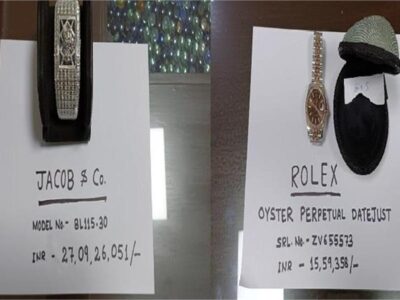 JACOB & Co.
MODEL No - BL115.30
INR - 27,09,26,051/-
ROLEX
OYSTER PERPETUAL DATEJUST
SRL. No - ZV655573
INR - 15,59,358/-